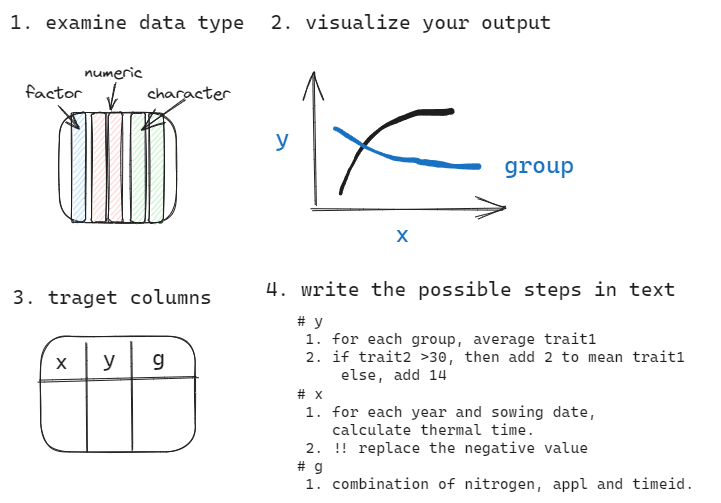 1. examine data type
numeric
factor
character
2. visualize your output
y
group
x
3. traget columns
x y g
4. write the possible steps in text
# y
1. for each group, average trait1
2. if trait2 >30, then add 2 to mean trait1
else, add 14
# x
1. for each year and sowing date,
calculate thermal time.
2. !! replace the negative value
# g
1. combination of nitrogen, appl and timeid.